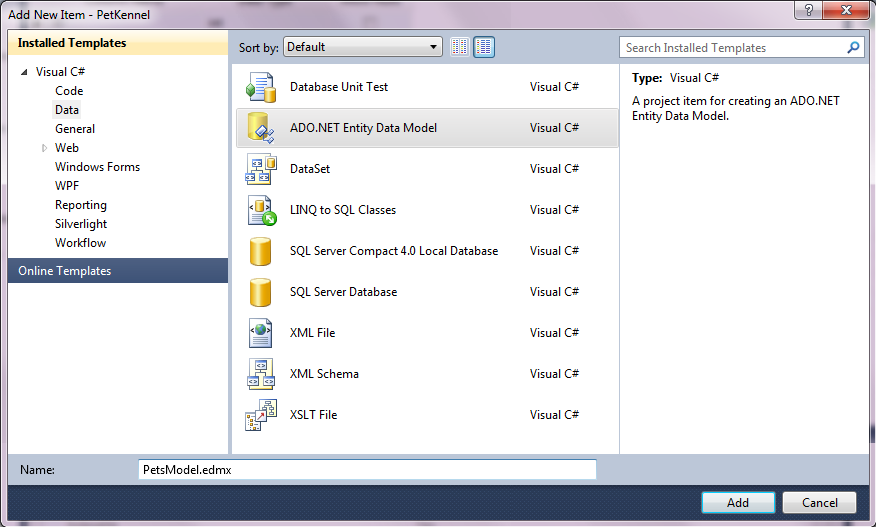 Add New Item - PetKennel
Installed Templates
Visual C#
Code
Data
General
Web
Windows Forms
WPF
Reporting
Silverlight
Workflow
Online Templates
Sort by: Default
Search Installed Templates
Database Unit Test Visual C#
ADO.NET Entity Data Model Visual C#
DataSet Visual C#
LINQ to SQL Classes Visual C#
SQL Server Compact 4.0 Local Database Visual C#
SQL Server Database Visual C#
XML File Visual C#
XML Schema Visual C#
XSLT File Visual C#
Type: Visual C#
A project item for creating an ADO.NET
Entity Data Model.
Name: PetsModel.edmx
Add Cancel